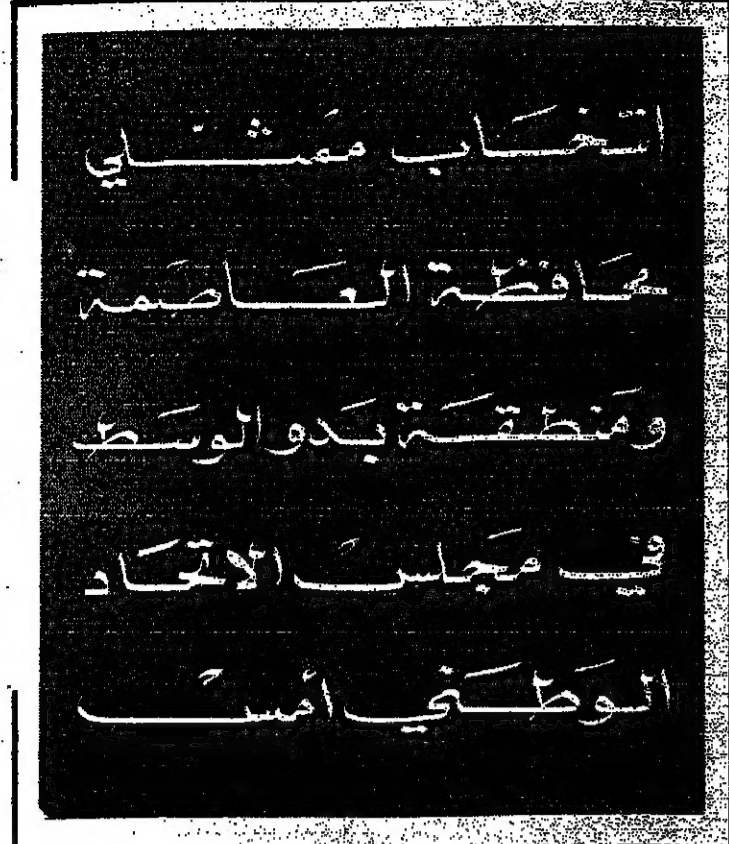 انتخاب ممثلي
محافظة العاصمة
ومنطقة بدو الوسط
في مجلس الاتحاد
الوطني أمس